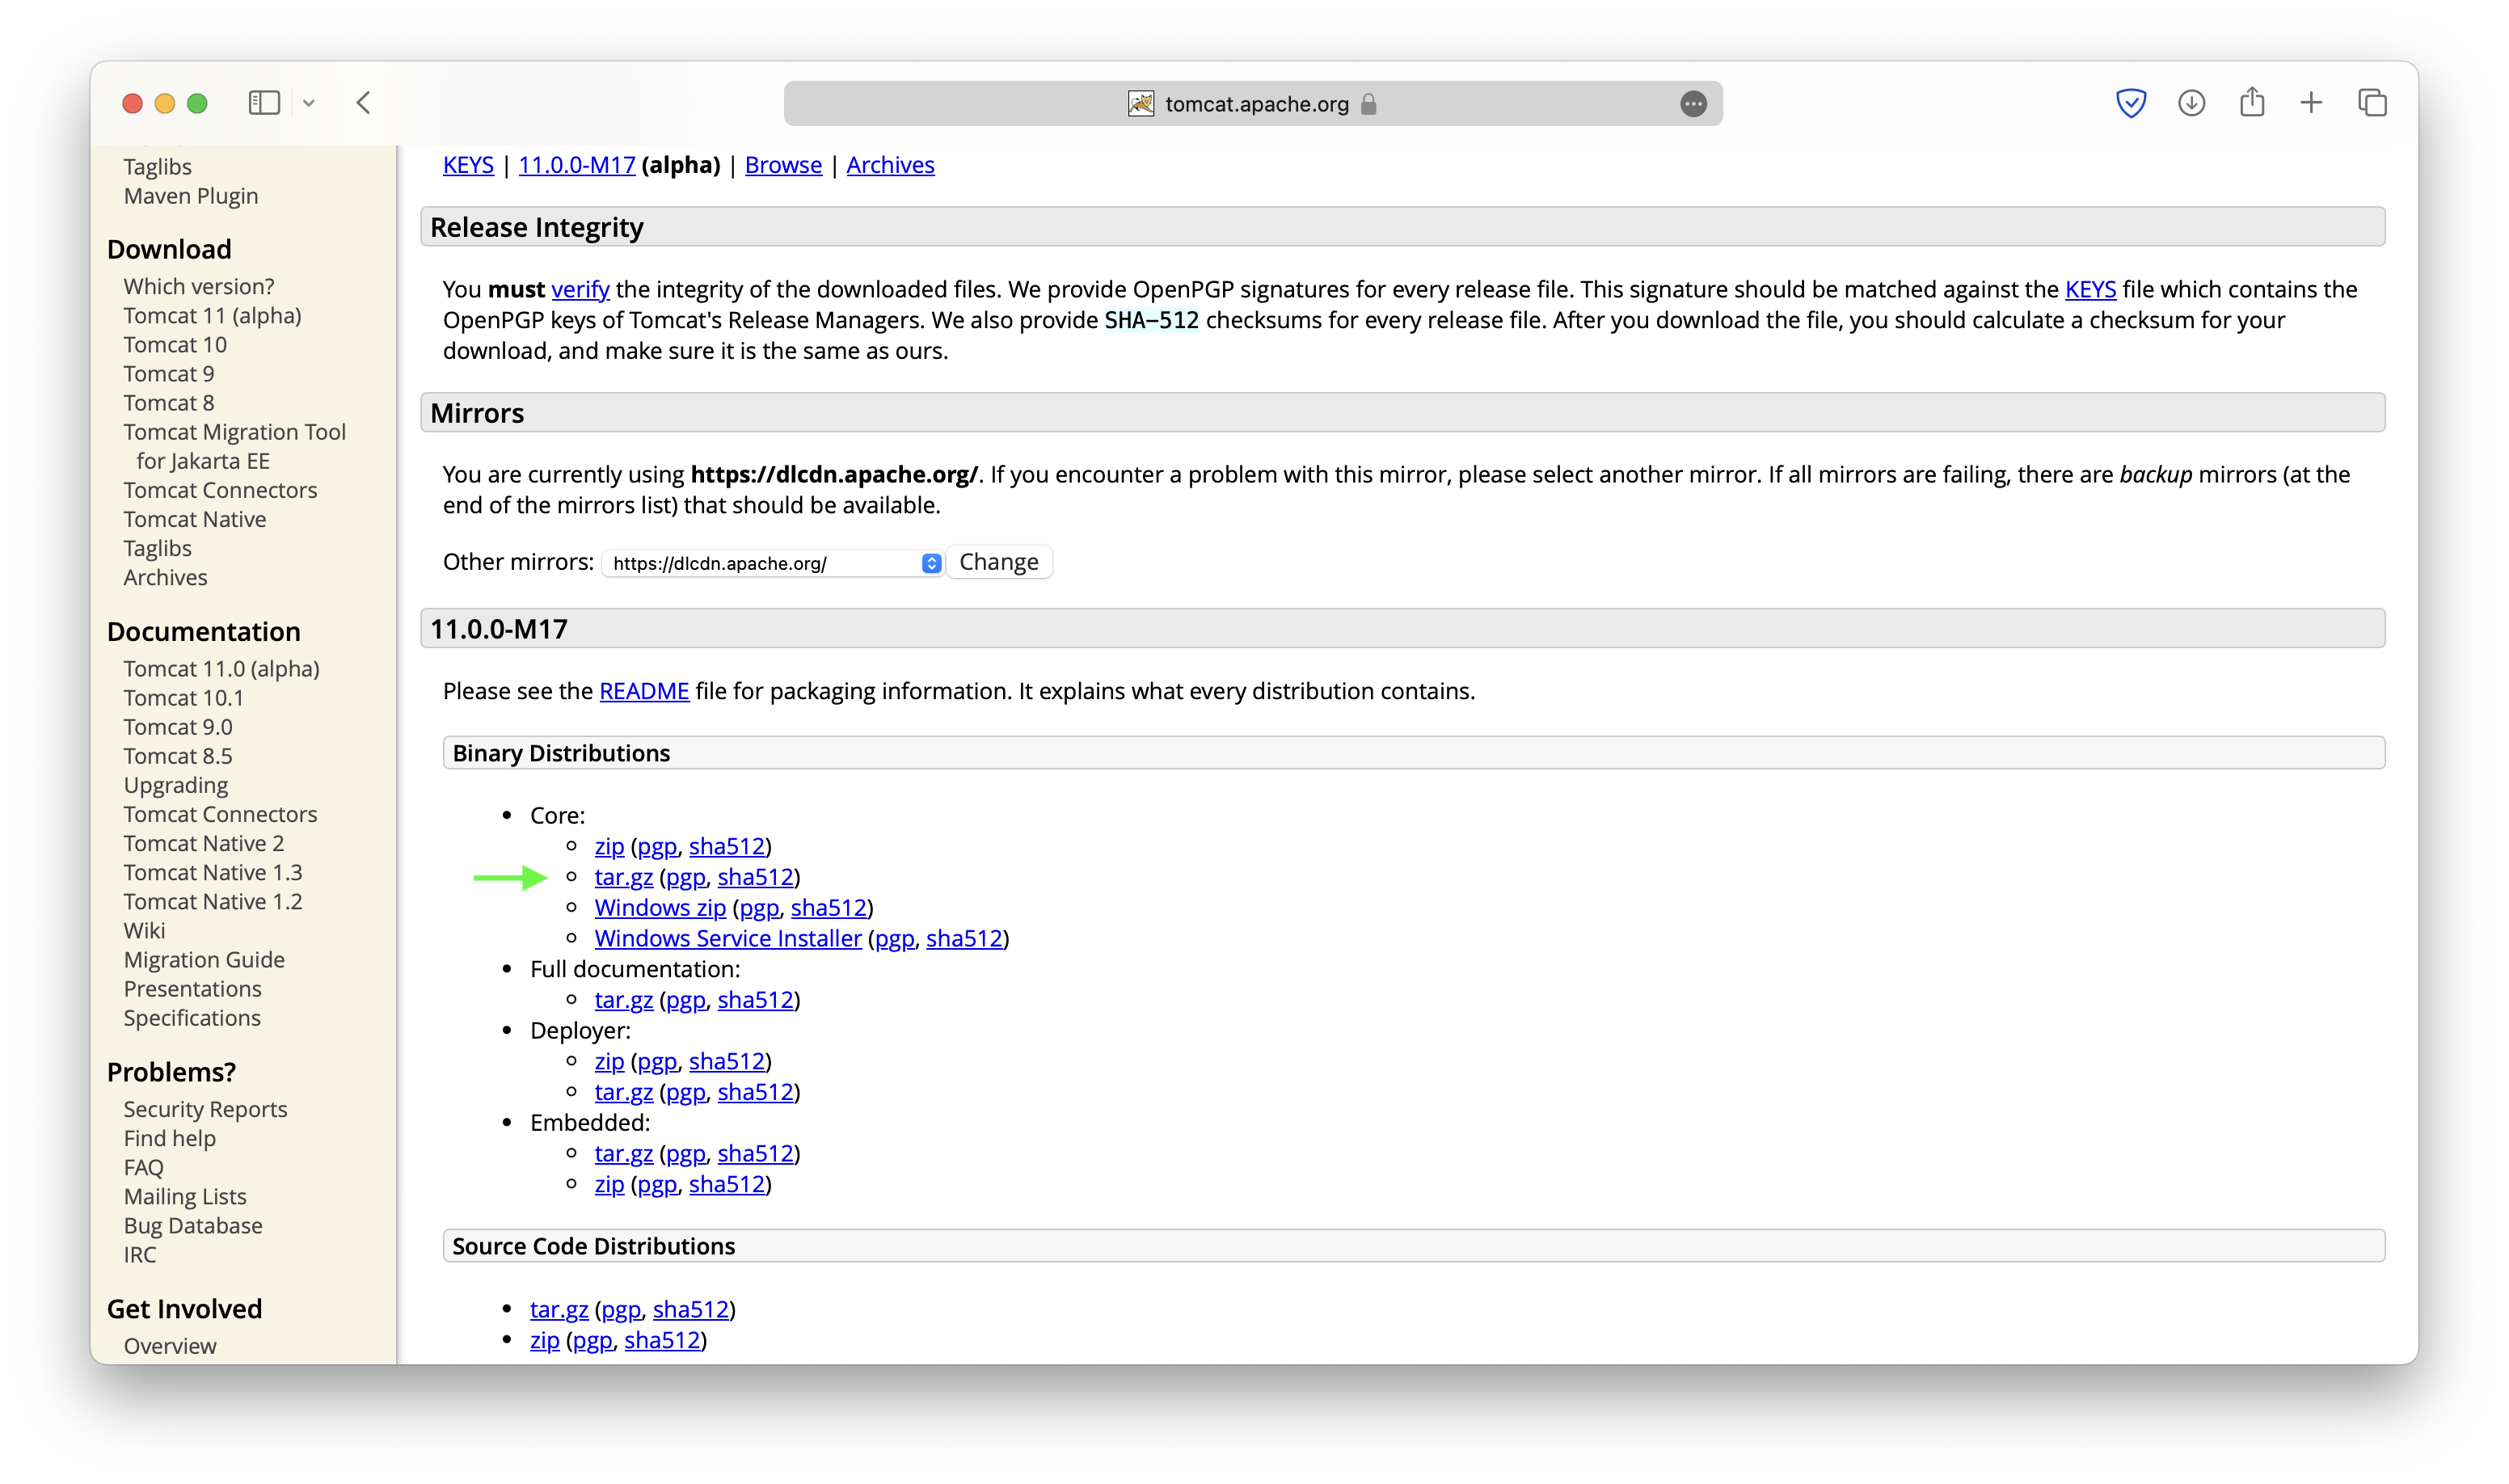 tomcat.apache.org
Taglibs
Maven Plugin
Download
Which version?
Tomcat 11 (alpha)
Tomcat 10
Tomcat 9
Tomcat 8
Tomcat Migration Tool
for Jakarta EE
Tomcat Connectors
Tomcat Native
Taglibs
Archives
Documentation
Tomcat 11.0 (alpha)
Tomcat 10.1
Tomcat 9.0
Tomcat 8.5
Upgrading
Tomcat Connectors
Tomcat Native 2
Tomcat Native 1.3
Tomcat Native 1.2
Wiki
Migration Guide
Presentations
Specifications
Problems?
Security Reports
Find help
FAQ
Mailing Lists
Bug Database
IRC
Get Involved
Overview
KEYS | 11.0.0-M17 (alpha) | Browse | Archives
Release Integrity
You must verify the integrity of the downloaded files. We provide OpenPGP signatures for every release file. This signature should be matched against the KEYS file which contains the
OpenPGP keys of Tomcat's Release Managers. We also provide SHA-512 checksums for every release file. After you download the file, you should calculate a checksum for your
download, and make sure it is the same as ours.
Mirrors
You are currently using https://dlcdn.apache.org/. If you encounter a problem with this mirror, please select another mirror. If all mirrors are failing, there are backup mirrors (at the
end of the mirrors list) that should be available.
Other mirrors: https://dlcdn.apache.org/ Change
11.0.0-M17
Please see the README file for packaging information. It explains what every distribution contains.
Binary Distributions
Core:
zip (pgp, sha512)
tar.gz (pgp, sha512)
Windows zip (pgp, sha512)
Windows Service Installer (pgp, sha512)
Full documentation:
tar.gz (pgp, sha512)
Deployer:
zip (pgp, sha512)
tar.gz (pgp, sha512)
Embedded:
tar.gz (pgp, sha512)
zip (pgp, sha512)
Source Code Distributions
tar.gz (pgp, sha512)
zip (pgp, sha512)